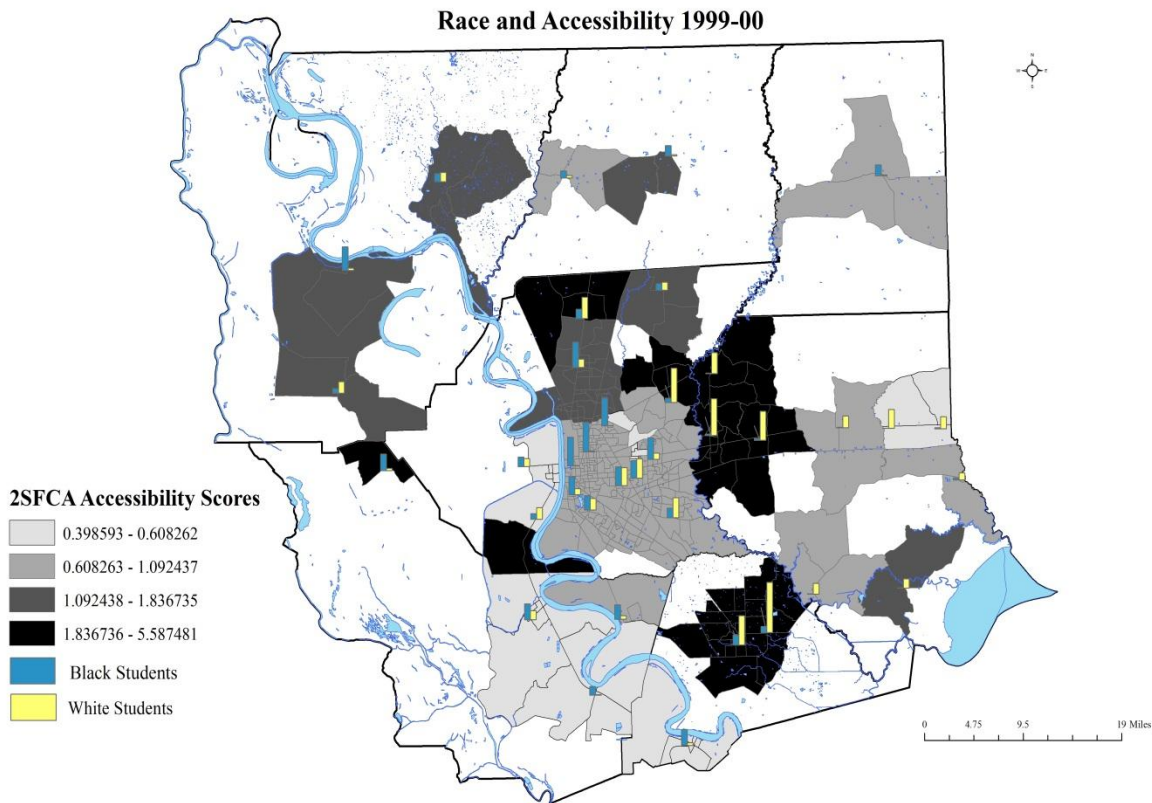 Race and Accessibility 1999-00
N
W E
S
2SFCA Accessibility Scores
0.398593 - 0.608262
0.608263 - 1.092437
1.092438 - 1.836735
1.836736 - 5.587481
Black Students
White Students
0 4.75 9.5 19 Miles